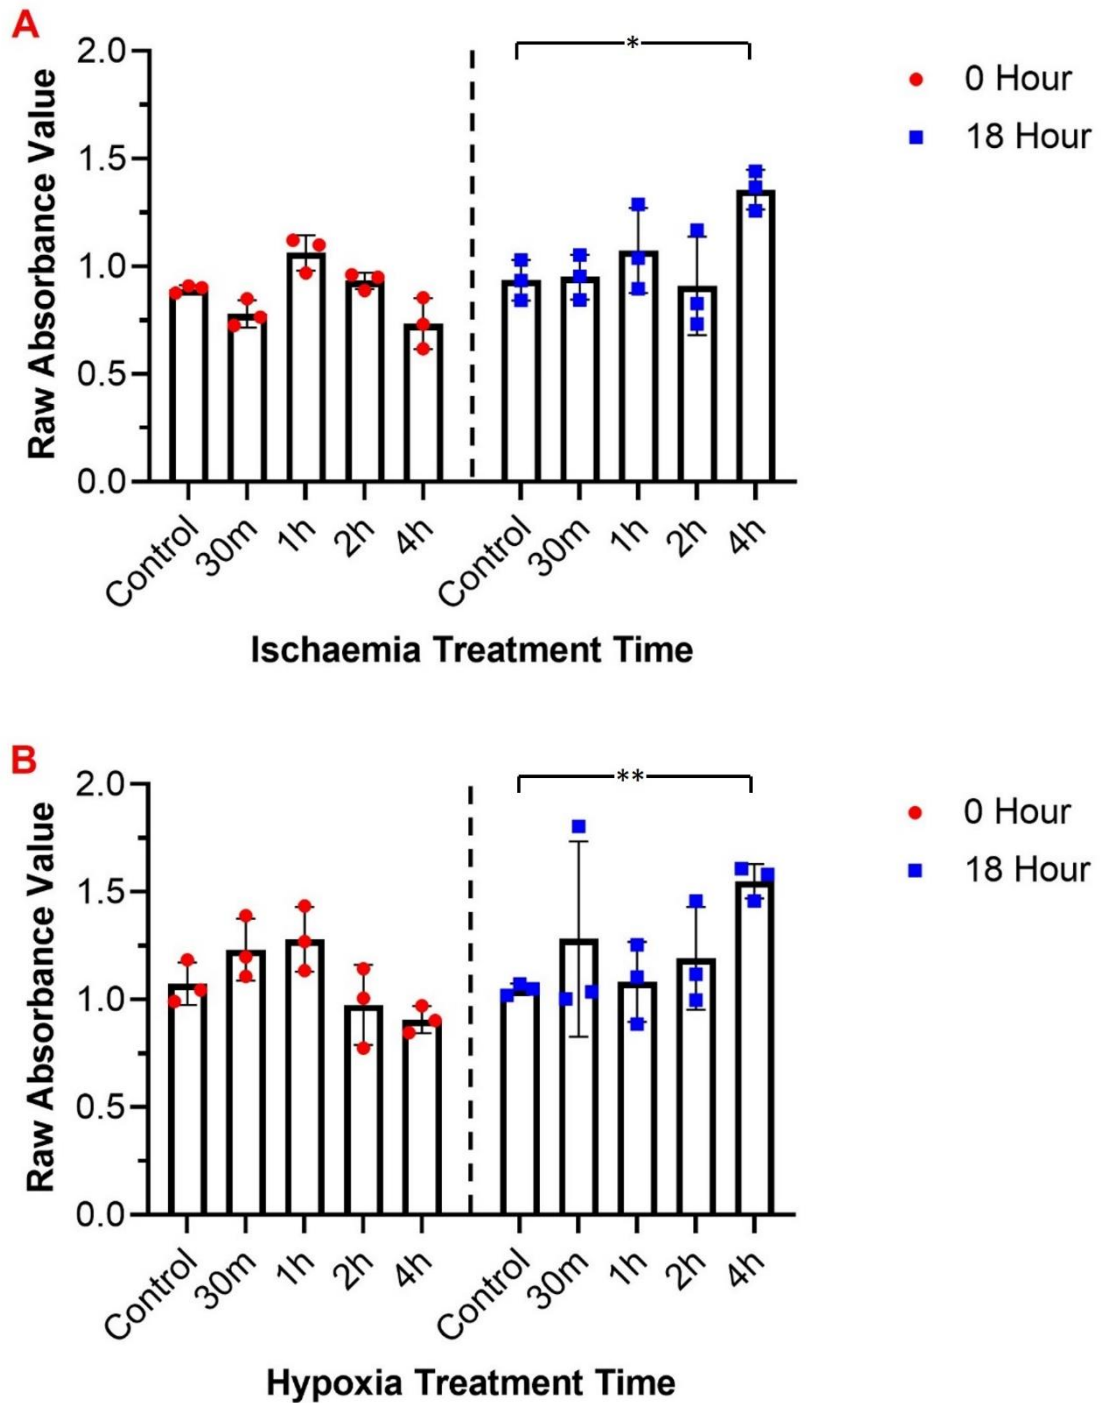 A
*
2.0
0 Hour
18 Hour
1.5
1.0
0.5
0.0
Raw Absorbance Value
Control 30m 1h 2h 4h Control 30m 1h 2h 4h
Ischaemia Treatment Time
B
**
2.0
0 Hour
18 Hour
1.5
1.0
0.5
0.0
Raw Absorbance Value
Control 30m 1h 2h 4h Control 30m 1h 2h 4h
Hypoxia Treatment Time